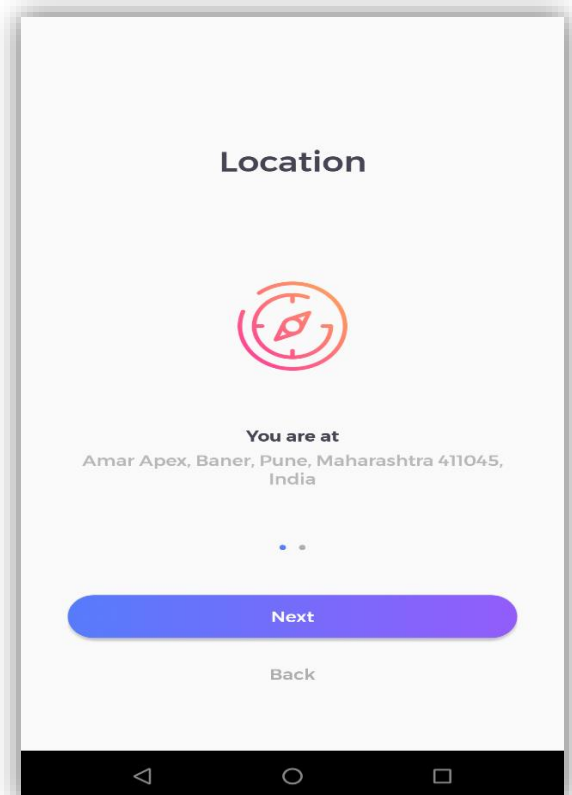 Location
You are at
Amar Apex, Baner, Pune, Maharashtra 411045,
India
Next
Back